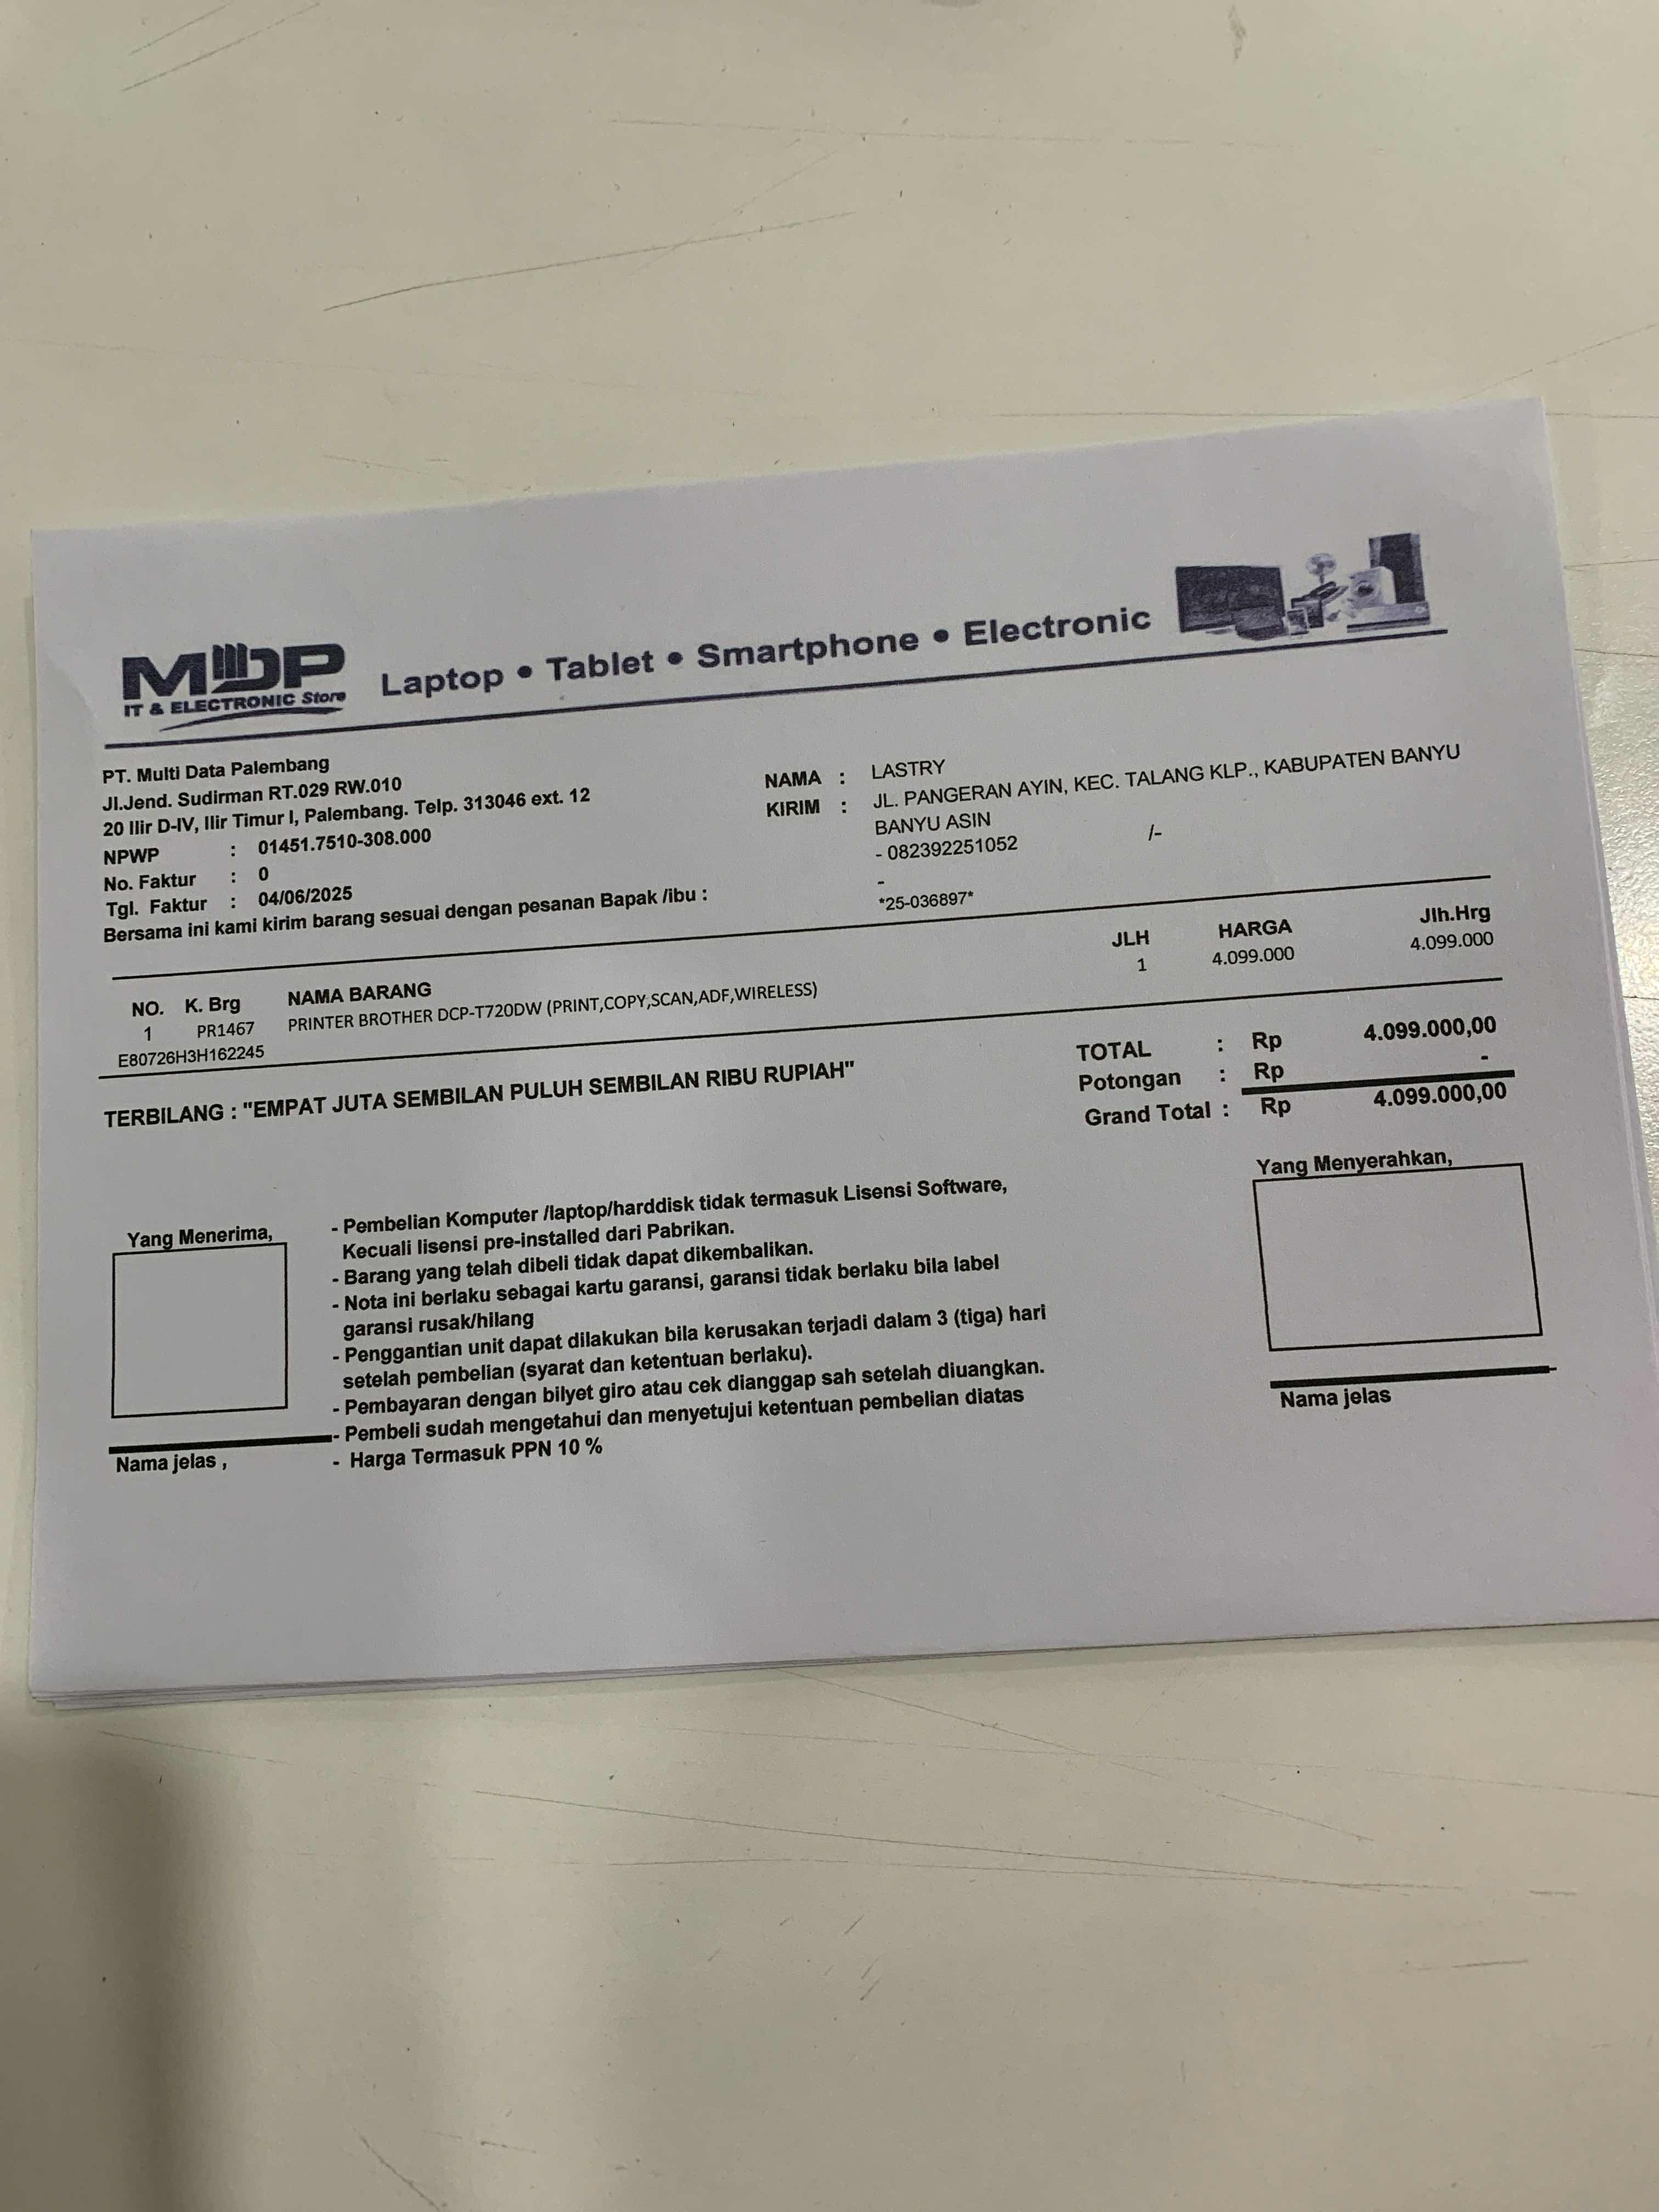 MDP
IT & ELECTRONIC Store
Laptop • Tablet • Smartphone • Electronic
PT. Multi Data Palembang
Jl.Jend. Sudirman RT.029 RW.010
20 Ilir D-IV, Ilir Timur I, Palembang. Telp. 313046 ext. 12
NPWP : 01451.7510-308.000
No. Faktur : 0
Tgl. Faktur : 04/06/2025
Bersama ini kami kirim barang sesuai dengan pesanan Bapak /ibu :
NAMA : LASTRY
KIRIM : JL. PANGERAN AYIN, KEC. TALANG KLP., KABUPATEN BANYU
BANYU ASIN
- 082392251052 /-
-
*25-036897*
NO. K. Brg NAMA BARANG JLH HARGA Jlh.Hrg
1 PR1467 PRINTER BROTHER DCP-T720DW (PRINT,COPY,SCAN,ADF,WIRELESS) 1 4.099.000 4.099.000
E80726H3H162245
TERBILANG : "EMPAT JUTA SEMBILAN PULUH SEMBILAN RIBU RUPIAH"
TOTAL : Rp 4.099.000,00
Potongan : Rp -
Grand Total : Rp 4.099.000,00
Yang Menerima,
Nama jelas ,
- Pembelian Komputer /laptop/harddisk tidak termasuk Lisensi Software,
Kecuali lisensi pre-installed dari Pabrikan.
- Barang yang telah dibeli tidak dapat dikembalikan.
- Nota ini berlaku sebagai kartu garansi, garansi tidak berlaku bila label
garansi rusak/hilang
- Penggantian unit dapat dilakukan bila kerusakan terjadi dalam 3 (tiga) hari
setelah pembelian (syarat dan ketentuan berlaku).
- Pembayaran dengan bilyet giro atau cek dianggap sah setelah diuangkan.
- Pembeli sudah mengetahui dan menyetujui ketentuan pembelian diatas
- Harga Termasuk PPN 10 %
Yang Menyerahkan,
Nama jelas